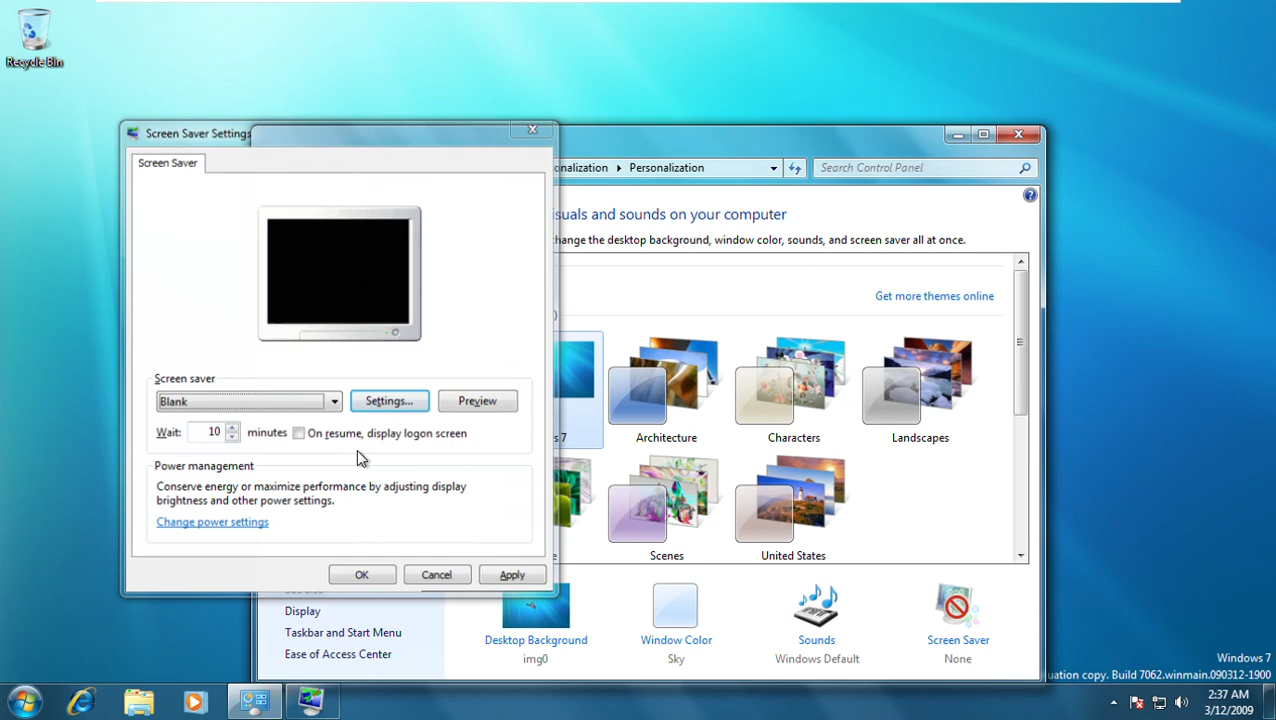 Recycle Bin
Screen Saver Settings
Screen Saver
Screen saver
Blank
Settings...
Preview
Wait: 10 minutes
On resume, display logon screen
Power management
Conserve energy or maximize performance by adjusting display
brightness and other power settings.
Change power settings
OK
Cancel
Apply
Personalization
Search Control Panel
suals and sounds on your computer
hange the desktop background, window color, sounds, and screen saver all at once.
Get more themes online
s 7
Architecture
Characters
Landscapes
Scenes
United States
Display
Taskbar and Start Menu
Ease of Access Center
Desktop Background
img0
Window Color
Sky
Sounds
Windows Default
Screen Saver
None
Windows 7
uation copy. Build 7062.winmain.090312-1900
2:37 AM
3/12/2009